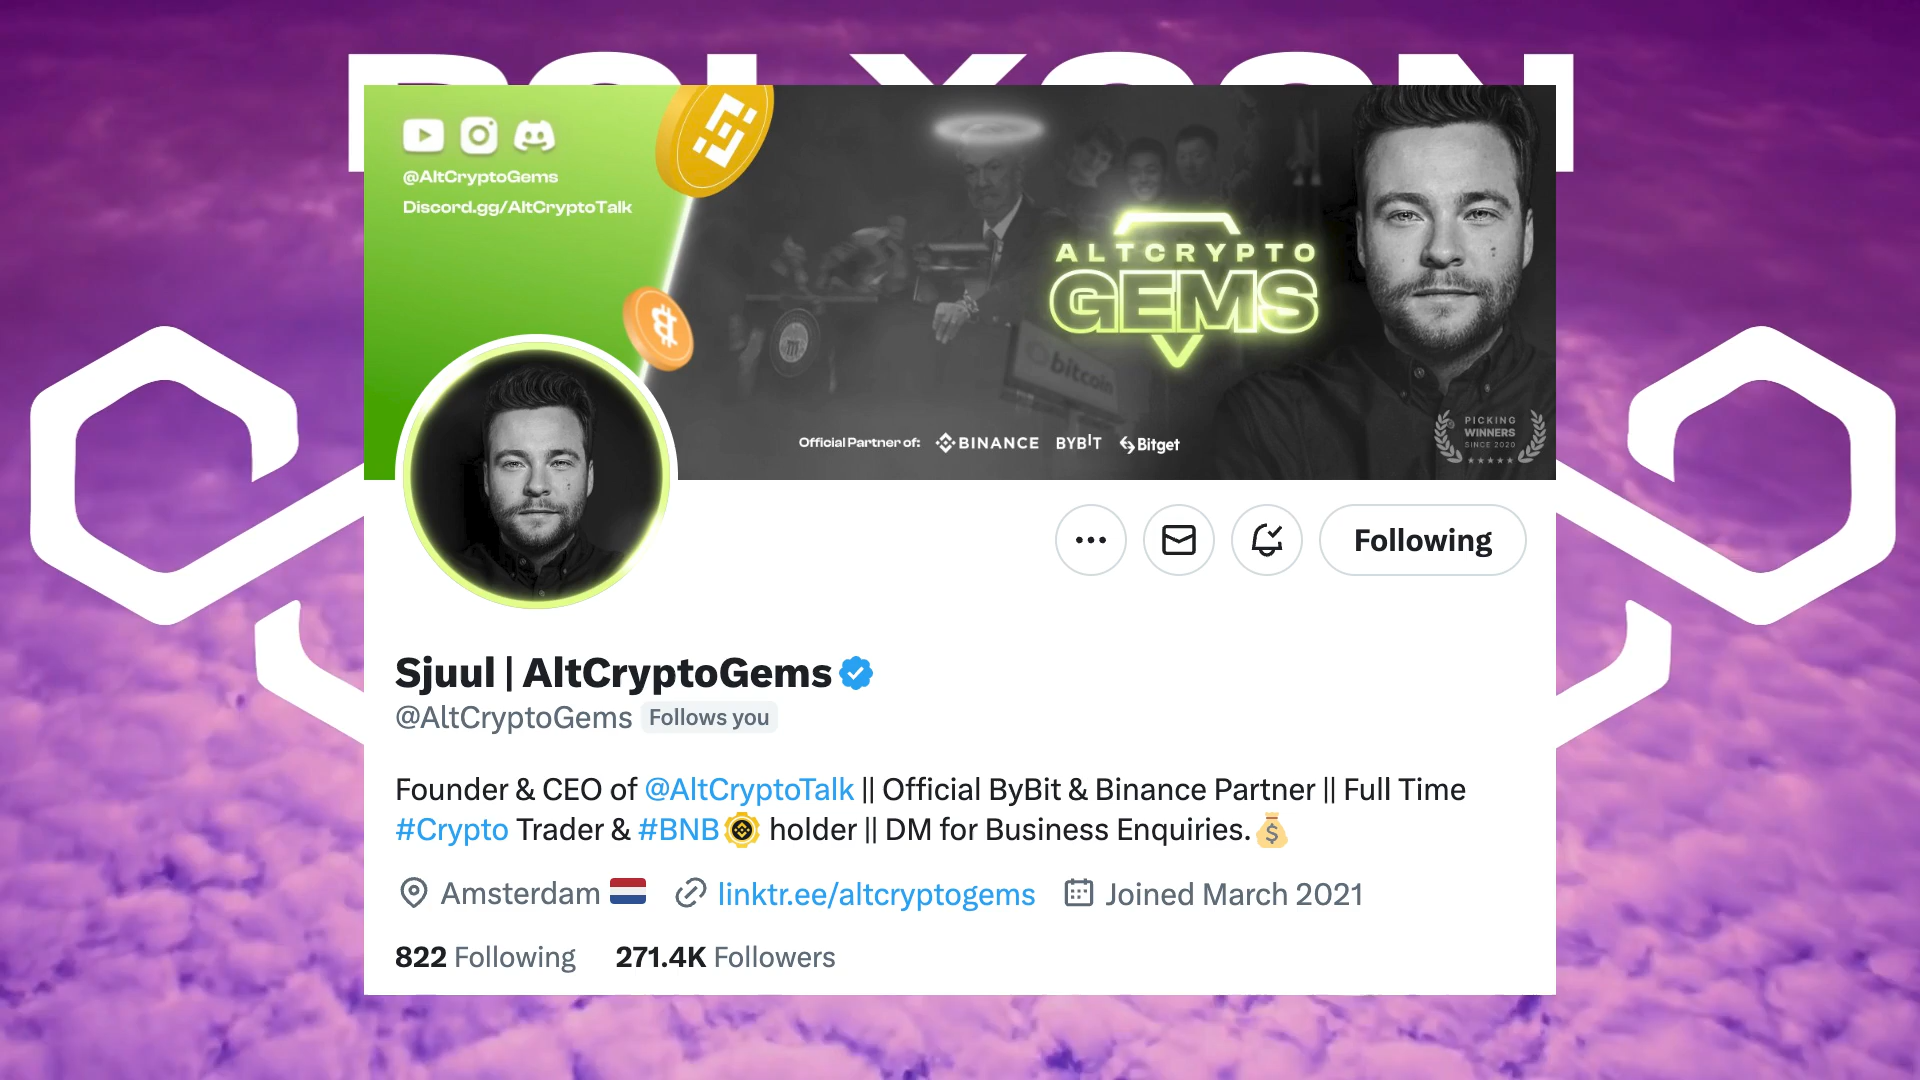 POLYGON
@AltCryptoGems
Discord.gg/AltCryptoTalk
ALTCRYPTO
GEMS
bitcoin
Official Partner of: BINANCE BYBIT Bitget
PICKING
WINNERS
SINCE 2020
Following
Sjuul | AltCryptoGems
@AltCryptoGems Follows you
Founder & CEO of @AltCryptoTalk || Official ByBit & Binance Partner || Full Time
#Crypto Trader & #BNB holder || DM for Business Enquiries.
Amsterdam linktr.ee/altcryptogems Joined March 2021
822 Following 271.4K Followers